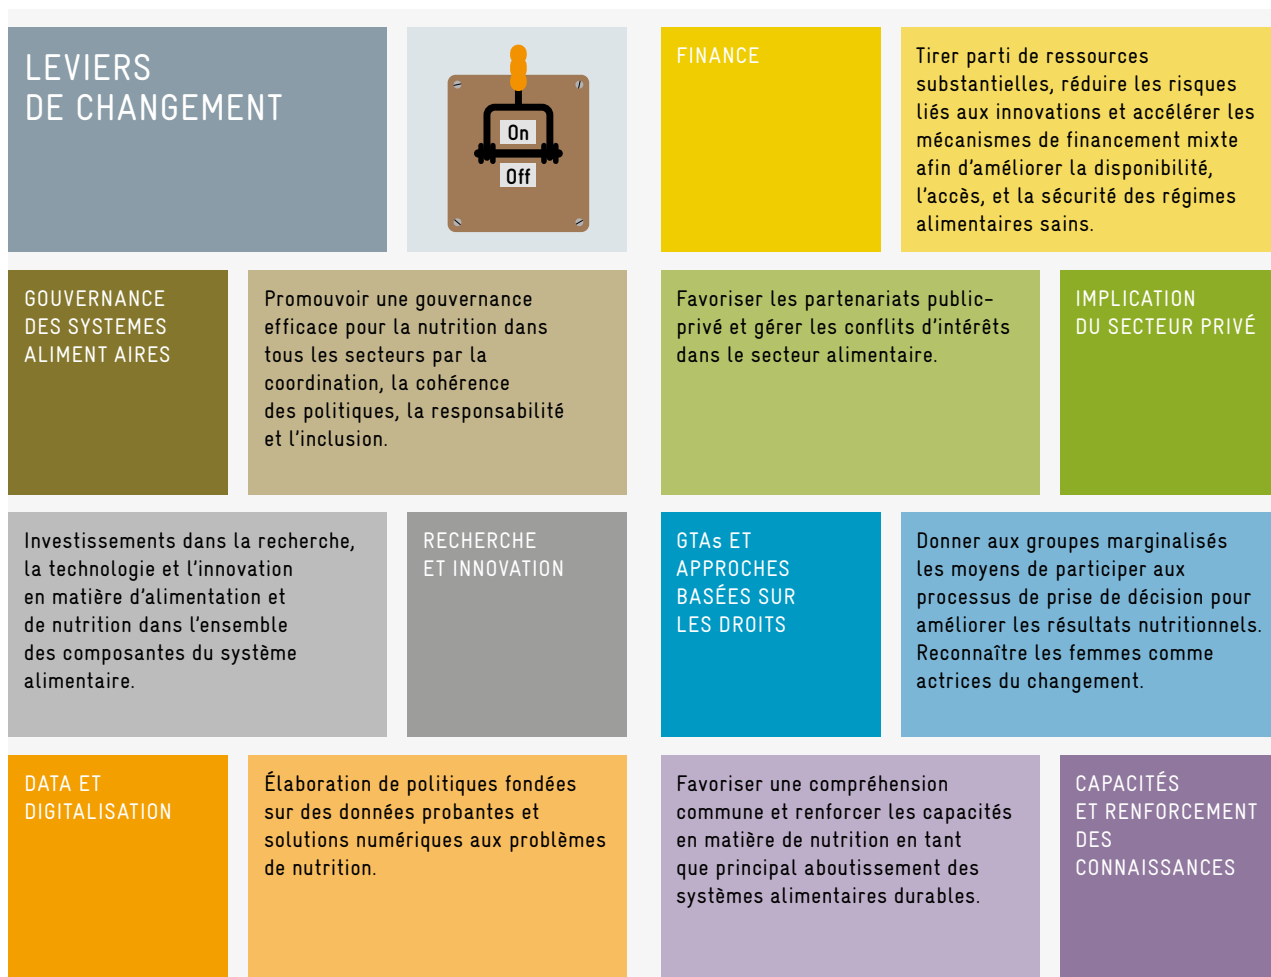 LEVIERS
DE CHANGEMENT
On
Off
FINANCE
Tirer parti de ressources
substantielles, réduire les risques
liés aux innovations et accélérer les
mécanismes de financement mixte
afin d'améliorer la disponibilité,
l'accès, et la sécurité des régimes
alimentaires sains.
GOUVERNANCE
DES SYSTEMES
ALIMENT AIRES
Promouvoir une gouvernance
efficace pour la nutrition dans
tous les secteurs par la
coordination, la cohérence
des politiques, la responsabilité
et l'inclusion.
Favoriser les partenariats public-
privé et gérer les conflits d'intérêts
dans le secteur alimentaire.
IMPLICATION
DU SECTEUR PRIVÉ
Investissements dans la recherche,
la technologie et l'innovation
en matière d'alimentation et
de nutrition dans l'ensemble
des composantes du système
alimentaire.
RECHERCHE
ET INNOVATION
GTAs ET
APPROCHES
BASÉES SUR
LES DROITS
Donner aux groupes marginalisés
les moyens de participer aux
processus de prise de décision pour
améliorer les résultats nutritionnels.
Reconnaître les femmes comme
actrices du changement.
DATA ET
DIGITALISATION
Élaboration de politiques fondées
sur des données probantes et
solutions numériques aux problèmes
de nutrition.
Favoriser une compréhension
commune et renforcer les capacités
en matière de nutrition en tant
que principal aboutissement des
systèmes alimentaires durables.
CAPACITÉS
ET RENFORCEMENT
DES
CONNAISSANCES